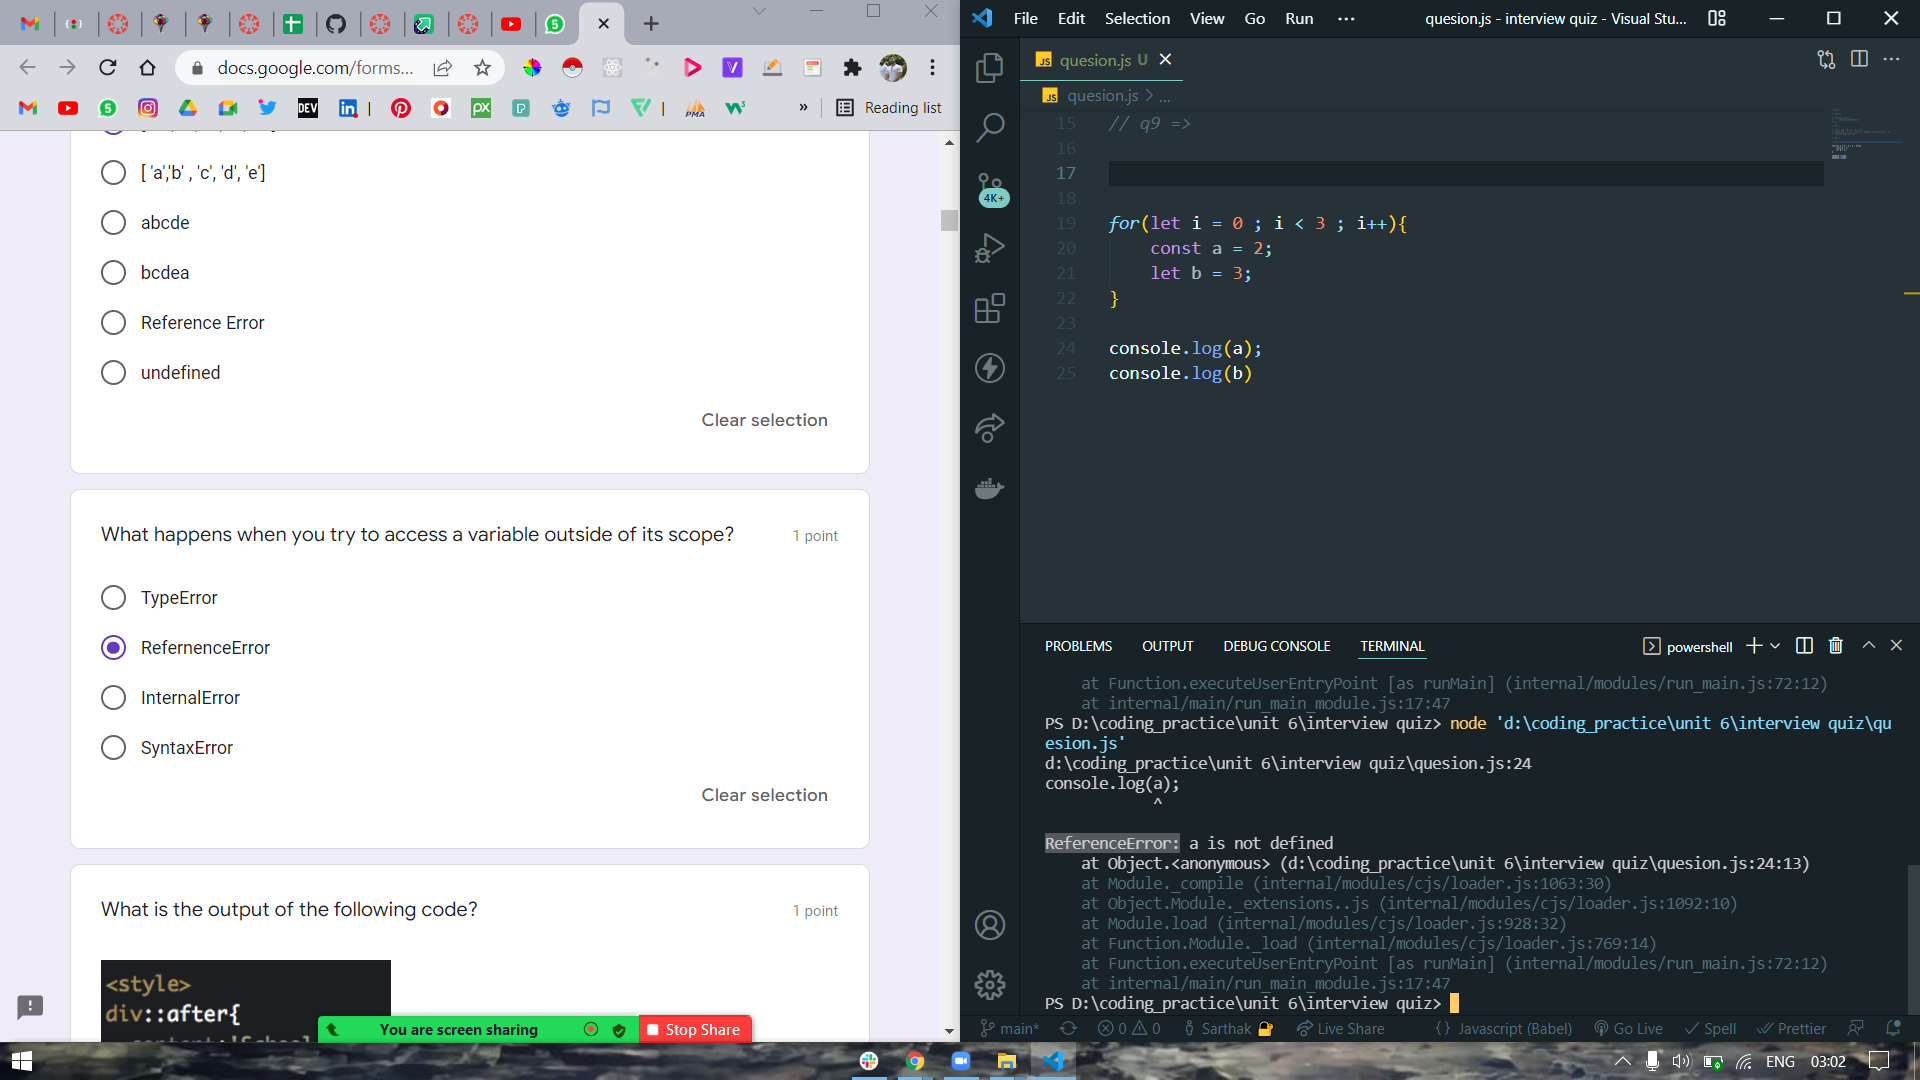 docs.google.com/forms...
DEV
PMA
»
Reading list
[ 'a','b' , 'c', 'd', 'e']
abcde
bcdea
Reference Error
undefined
Clear selection
What happens when you try to access a variable outside of its scope?
1 point
TypeError
RefernenceError
InternalError
SyntaxError
Clear selection
What is the output of the following code?
1 point
<style>
div::after{
You are screen sharing
Stop Share
File Edit Selection View Go Run ···
quesion.js - interview quiz - Visual Stu...
JS quesion.js U
JS quesion.js > ...
4K+
15 // q9 =>
16
17
18
19 for(let i = 0 ; i < 3 ; i++){
20 const a = 2;
21 let b = 3;
22 }
23
24 console.log(a);
25 console.log(b)
PROBLEMS OUTPUT DEBUG CONSOLE TERMINAL
powershell
at Function.executeUserEntryPoint [as runMain] (internal/modules/run_main.js:72:12)
at internal/main/run_main_module.js:17:47
PS D:\coding_practice\unit 6\interview quiz> node 'd:\coding_practice\unit 6\interview quiz\qu
esion.js'
d:\coding_practice\unit 6\interview quiz\quesion.js:24
console.log(a);
^
ReferenceError: a is not defined
at Object.<anonymous> (d:\coding_practice\unit 6\interview quiz\quesion.js:24:13)
at Module._compile (internal/modules/cjs/loader.js:1063:30)
at Object.Module._extensions..js (internal/modules/cjs/loader.js:1092:10)
at Module.load (internal/modules/cjs/loader.js:928:32)
at Function.Module._load (internal/modules/cjs/loader.js:769:14)
at Function.executeUserEntryPoint [as runMain] (internal/modules/run_main.js:72:12)
at internal/main/run_main_module.js:17:47
PS D:\coding_practice\unit 6\interview quiz>
main* 0 0 Sarthak Live Share {} Javascript (Babel) Go Live Spell Prettier
ENG 03:02